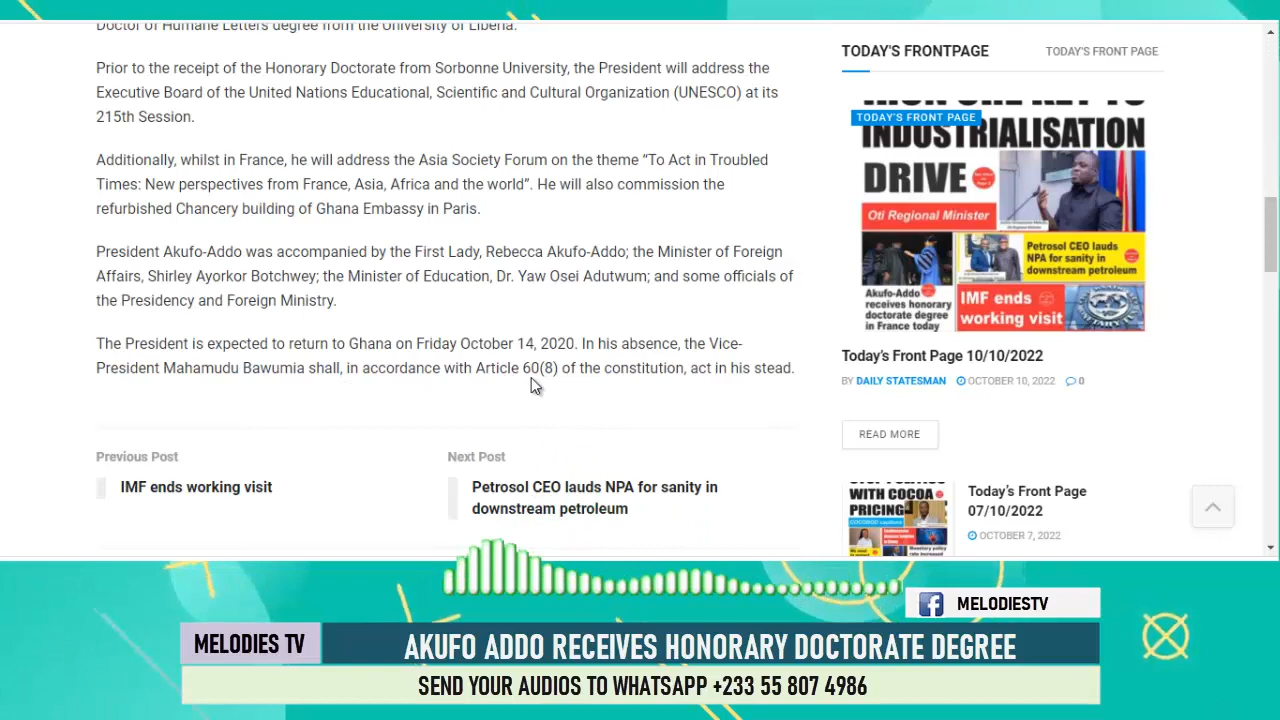 Doctor of Humane Letters degree from the University of Liberia.
Prior to the receipt of the Honorary Doctorate from Sorbonne University, the President will address the
Executive Board of the United Nations Educational, Scientific and Cultural Organization (UNESCO) at its
215th Session.
Additionally, whilst in France, he will address the Asia Society Forum on the theme “To Act in Troubled
Times: New perspectives from France, Asia, Africa and the world”. He will also commission the
refurbished Chancery building of Ghana Embassy in Paris.
President Akufo-Addo was accompanied by the First Lady, Rebecca Akufo-Addo; the Minister of Foreign
Affairs, Shirley Ayorkor Botchwey; the Minister of Education, Dr. Yaw Osei Adutwum; and some officials of
the Presidency and Foreign Ministry.
The President is expected to return to Ghana on Friday October 14, 2020. In his absence, the Vice-
President Mahamudu Bawumia shall, in accordance with Article 60(8) of the constitution, act in his stead.
Previous Post
IMF ends working visit
Next Post
Petrosol CEO lauds NPA for sanity in
downstream petroleum
TODAY'S FRONTPAGE
TODAY'S FRONT PAGE
IRON ORE KEY TO
TODAY'S FRONT PAGE
INDUSTRIALISATION
DRIVE
Oti Regional Minister
Petrosol CEO lauds
NPA for sanity in
downstream petroleum
Akufo-Addo
receives honorary
doctorate degree
in France today
IMF ends
working visit
Today’s Front Page 10/10/2022
BY DAILY STATESMAN OCTOBER 10, 2022 0
READ MORE
WITH COCOA
PRICING
Today’s Front Page
07/10/2022
OCTOBER 7, 2022
MELODIESTV
MELODIES TV
AKUFO ADDO RECEIVES HONORARY DOCTORATE DEGREE
SEND YOUR AUDIOS TO WHATSAPP +233 55 807 4986